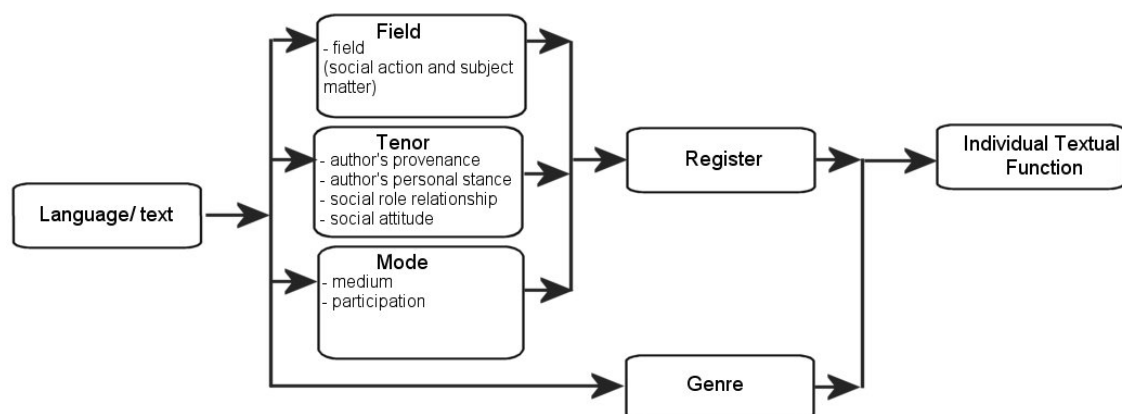 Field
- field
(social action and subject
matter)
Tenor
- author's provenance
- author's personal stance
- social role relationship
- social attitude
Mode
- medium
- participation
Language/ text
Register
Genre
Individual Textual
Function